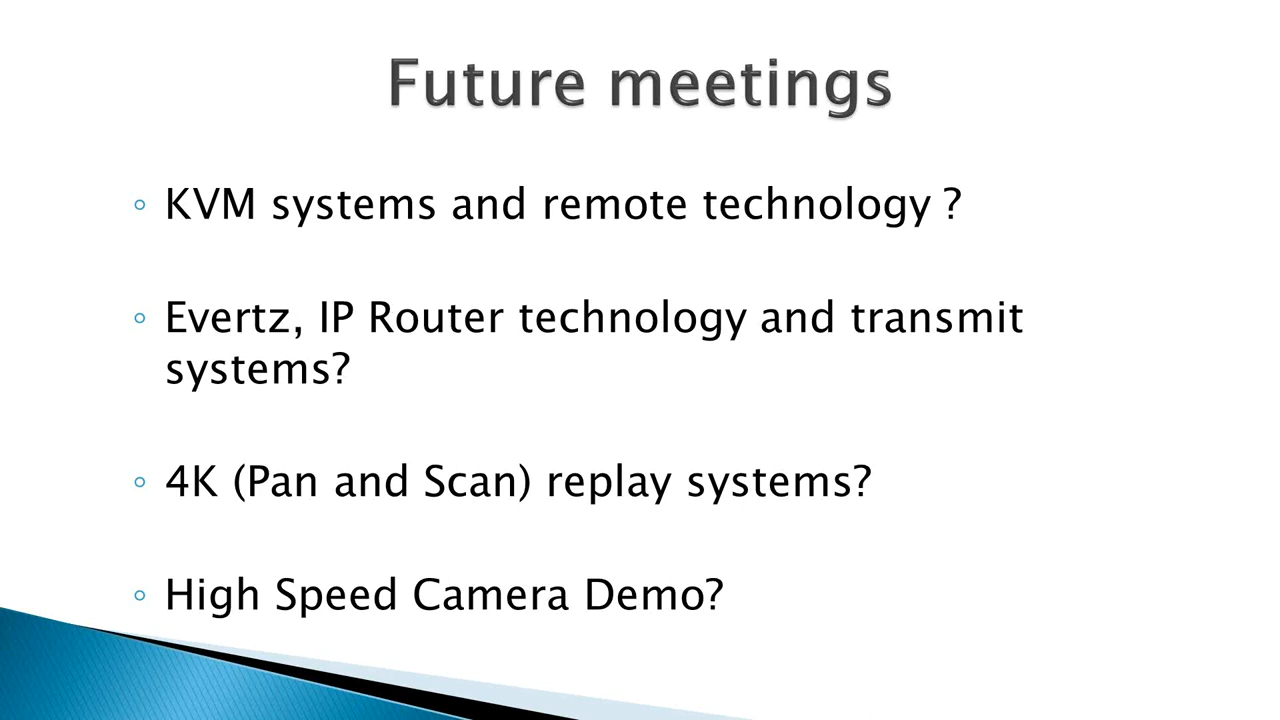 Future meetings
KVM systems and remote technology ?
Evertz, IP Router technology and transmit
systems?
4K (Pan and Scan) replay systems?
High Speed Camera Demo?